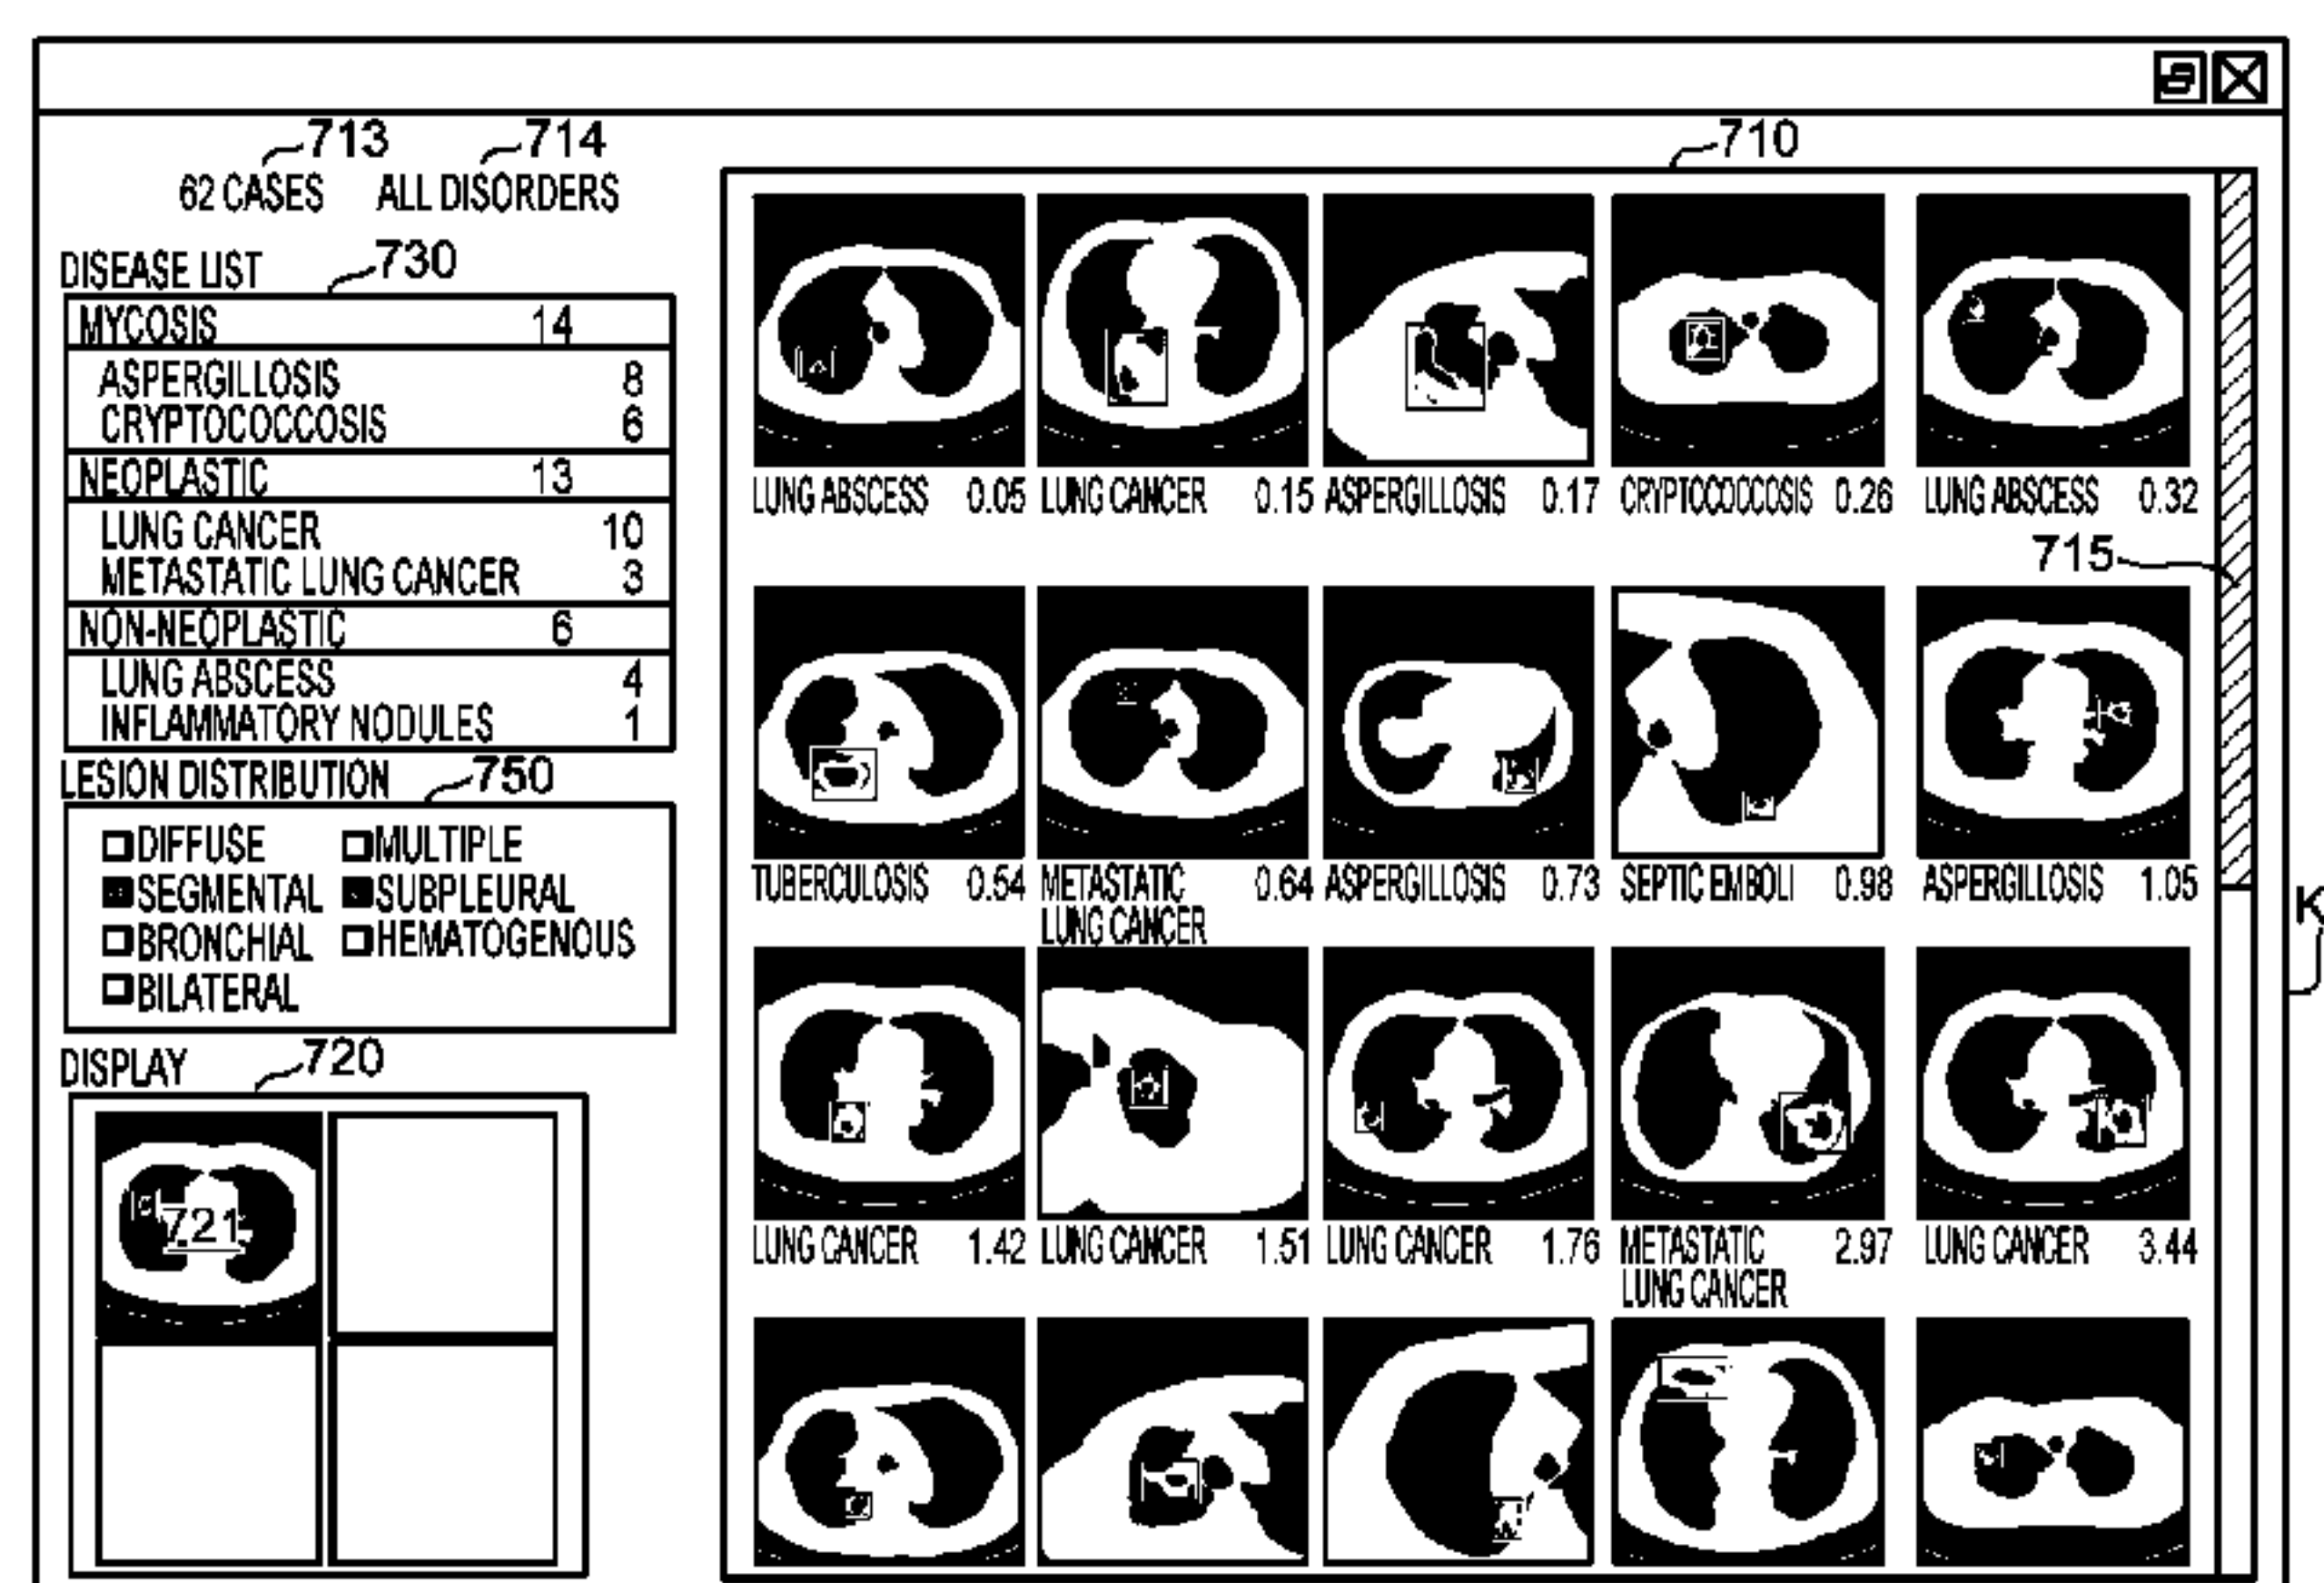 713
714
62 CASES ALL DISORDERS
DISEASE LIST
730
MYCOSIS 14
ASPERGILLOSIS 8
CRYPTOCOCCOSIS 6
NEOPLASTIC 13
LUNG CANCER 10
METASTATIC LUNG CANCER 3
NON-NEOPLASTIC 6
LUNG ABSCESS 4
INFLAMMATORY NODULES 1
LESION DISTRIBUTION
750
DIFFUSE MULTIPLE
SEGMENTAL SUBPLEURAL
BRONCHIAL HEMATOGENOUS
BILATERAL
DISPLAY
720
721
710
LUNG ABSCESS 0.05 LUNG CANCER 0.15 ASPERGILLOSIS 0.17 CRYPTOCOCCOSIS 0.26 LUNG ABSCESS 0.32
715
TUBERCULOSIS 0.54 METASTATIC 0.64 ASPERGILLOSIS 0.73 SEPTIC EMBOLI 0.98 ASPERGILLOSIS 1.05
LUNG CANCER
K
LUNG CANCER 1.42 LUNG CANCER 1.51 LUNG CANCER 1.76 METASTATIC 2.97 LUNG CANCER 3.44
LUNG CANCER